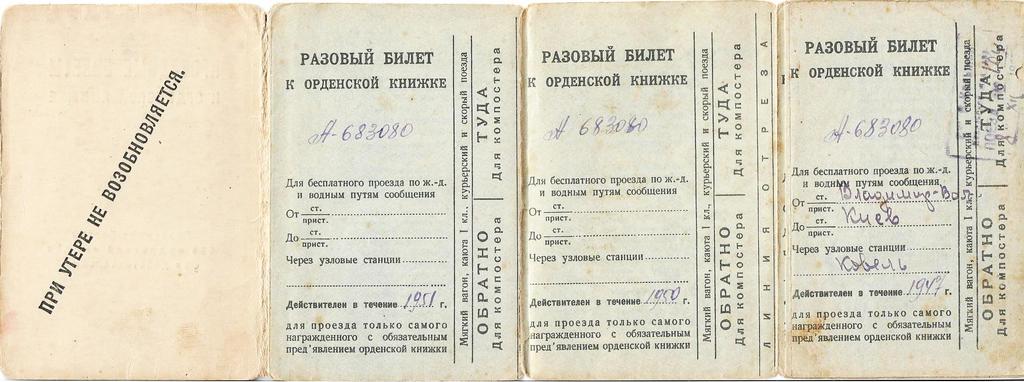 ПРИ УТЕРЕ НЕ ВОЗОБНОВЛЯЕТСЯ.
РАЗОВЫЙ БИЛЕТ
К ОРДЕНСКОЙ КНИЖКЕ
А-683080
Для бесплатного проезда по ж.-д.
и водным путям сообщения
От ст.
прист.
До ст.
прист.
Через узловые станции
Действителен в течение 1951 г.
для проезда только самого
награжденного с обязательным
пред'явлением орденской книжки
Мягкий вагон, каюта I кл., курьерский и скорый поезда
ОБРАТНО ТУДА
Для компостера Для компостера
РАЗОВЫЙ БИЛЕТ
К ОРДЕНСКОЙ КНИЖКЕ
А 683080
Для бесплатного проезда по ж.-д.
и водным путям сообщения
От ст.
прист.
До ст.
прист.
Через узловые станции
Действителен в течение 1950 г.
для проезда только самого
награжденного с обязательным
пред'явлением орденской книжки
Мягкий вагон, каюта I кл., курьерский и скорый поезда
ОБРАТНО ТУДА
Для компостера Для компостера
ЛИНИЯ ОТРЕЗА
РАЗОВЫЙ БИЛЕТ
К ОРДЕНСКОЙ КНИЖКЕ
А-683080
Для бесплатного проезда по ж.-д.
и водным путям сообщения
От ст. Владимир-Вол
прист.
До ст. Киев
прист.
Через узловые станции
Ковель
Действителен в течение 1947 г.
для проезда только самого
награжденного с обязательным
пред'явлением орденской книжки
Мягкий вагон, каюта I кл., курьерский и скорый поезда
ОБРАТНО ТУДА
Для компостера Для компостера